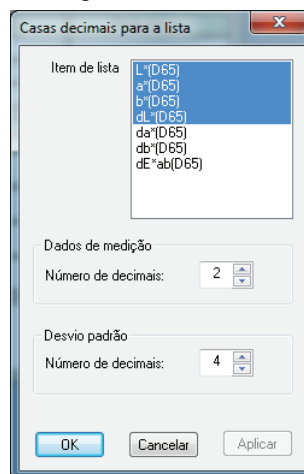 Casas decimais para a lista
x
Item de lista
L*(D65)
a*(D65)
b*(D65)
dL*(D65)
da*(D65)
db*(D65)
dE*ab(D65)
Dados de medição
Número de decimais: 2
Desvio padrão
Número de decimais: 4
OK Cancelar Aplicar